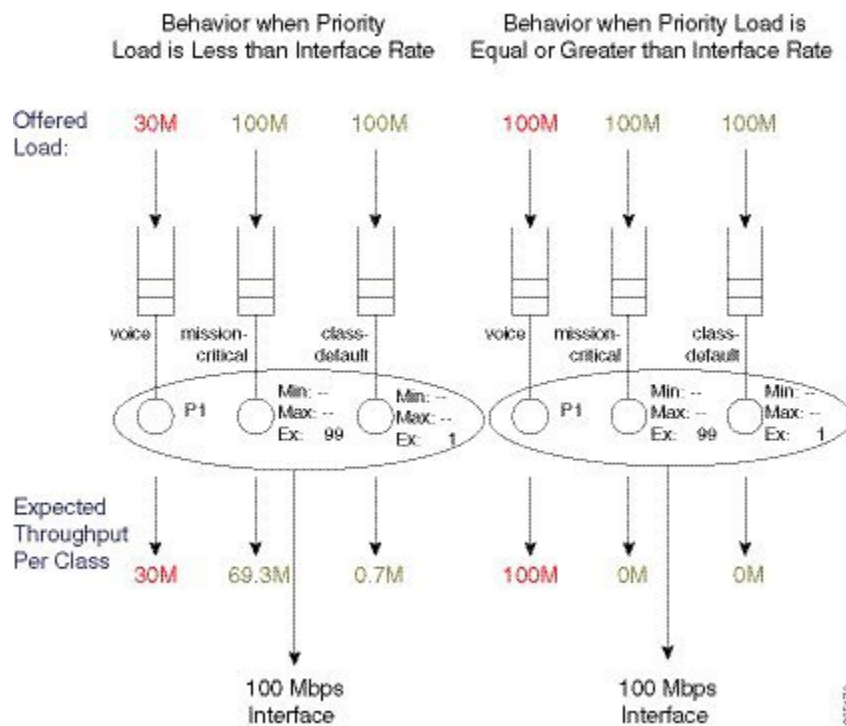 Behavior when Priority
Load is Less than Interface Rate
Behavior when Priority Load is
Equal or Greater than Interface Rate
Offered
Load:
30M 100M 100M
100M 100M 100M
voice
mission-
critical
class-
default
voice
mission-
critical
class-
default
P1
Min: --
Max: --
Ex: 99
Min: --
Max: --
Ex: 1
P1
Min: --
Max: --
Ex: 99
Min: --
Max: --
Ex: 1
Expected
Throughput
Per Class
30M 69.3M 0.7M
100M 0M 0M
100 Mbps
Interface
100 Mbps
Interface